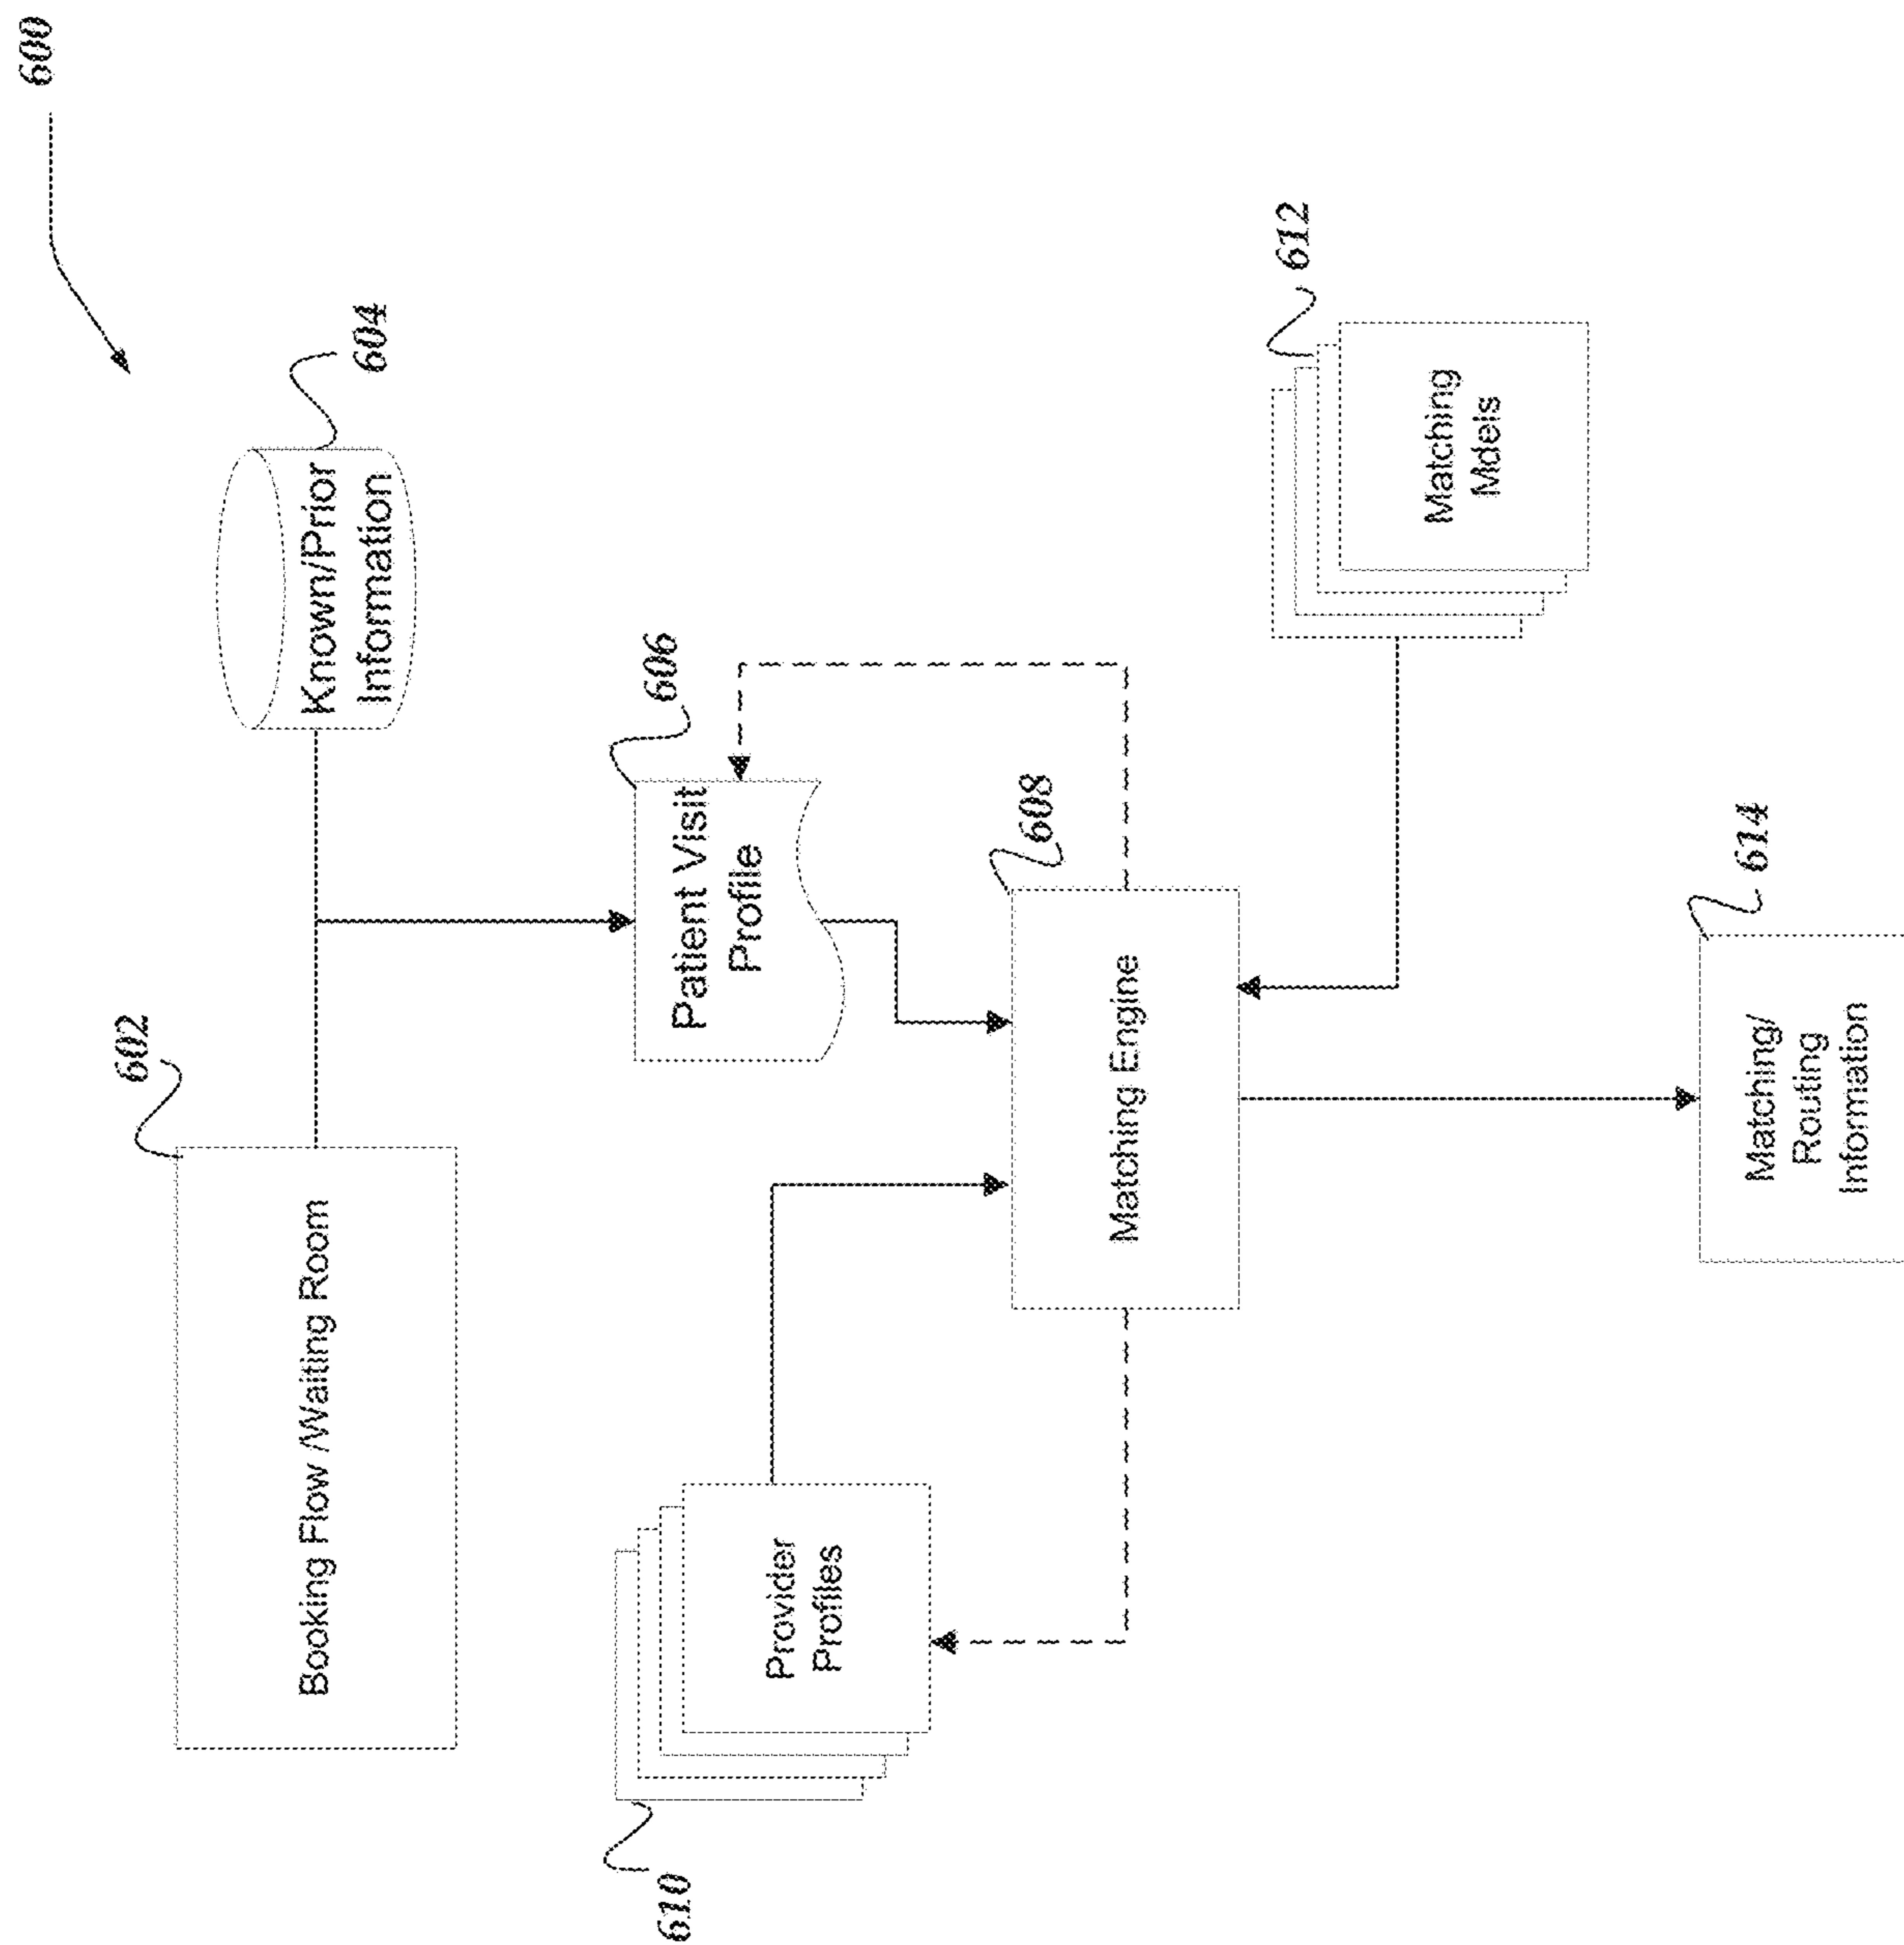 600
602
Booking Flow /Waiting Room
604
Known/Prior
Information
606
Patient Visit
Profile
608
Matching Engine
610
Provider
Profiles
612
Matching
Mdels
614
Matching/
Routing
Information